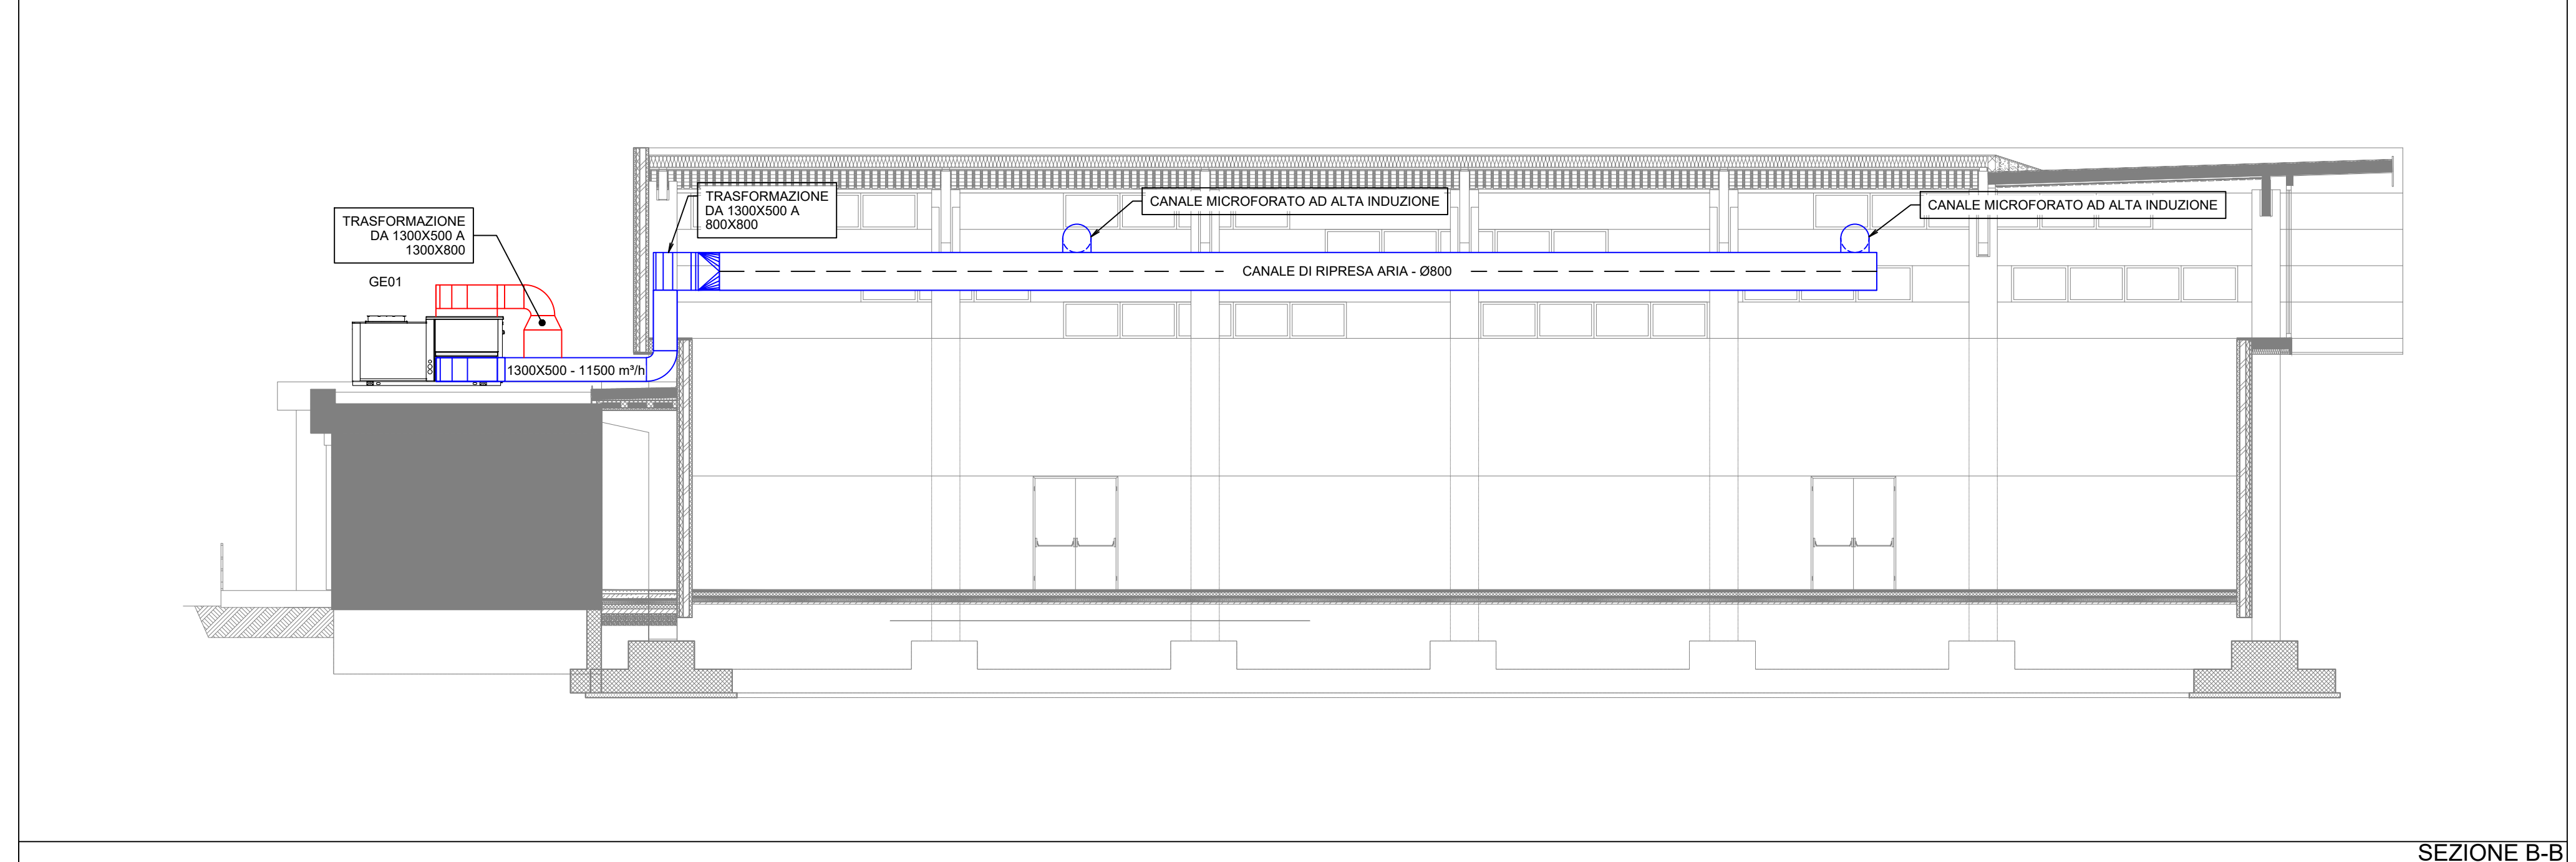 TRASFORMAZIONE
DA 1300X500 A
800X800
CANALE MICROFORATO AD ALTA INDUZIONE
CANALE MICROFORATO AD ALTA INDUZIONE
TRASFORMAZIONE
DA 1300X500 A
1300X800
GE01
CANALE DI RIPRESA ARIA - Ø800
1300X500 - 11500 m³/h
SEZIONE B-B